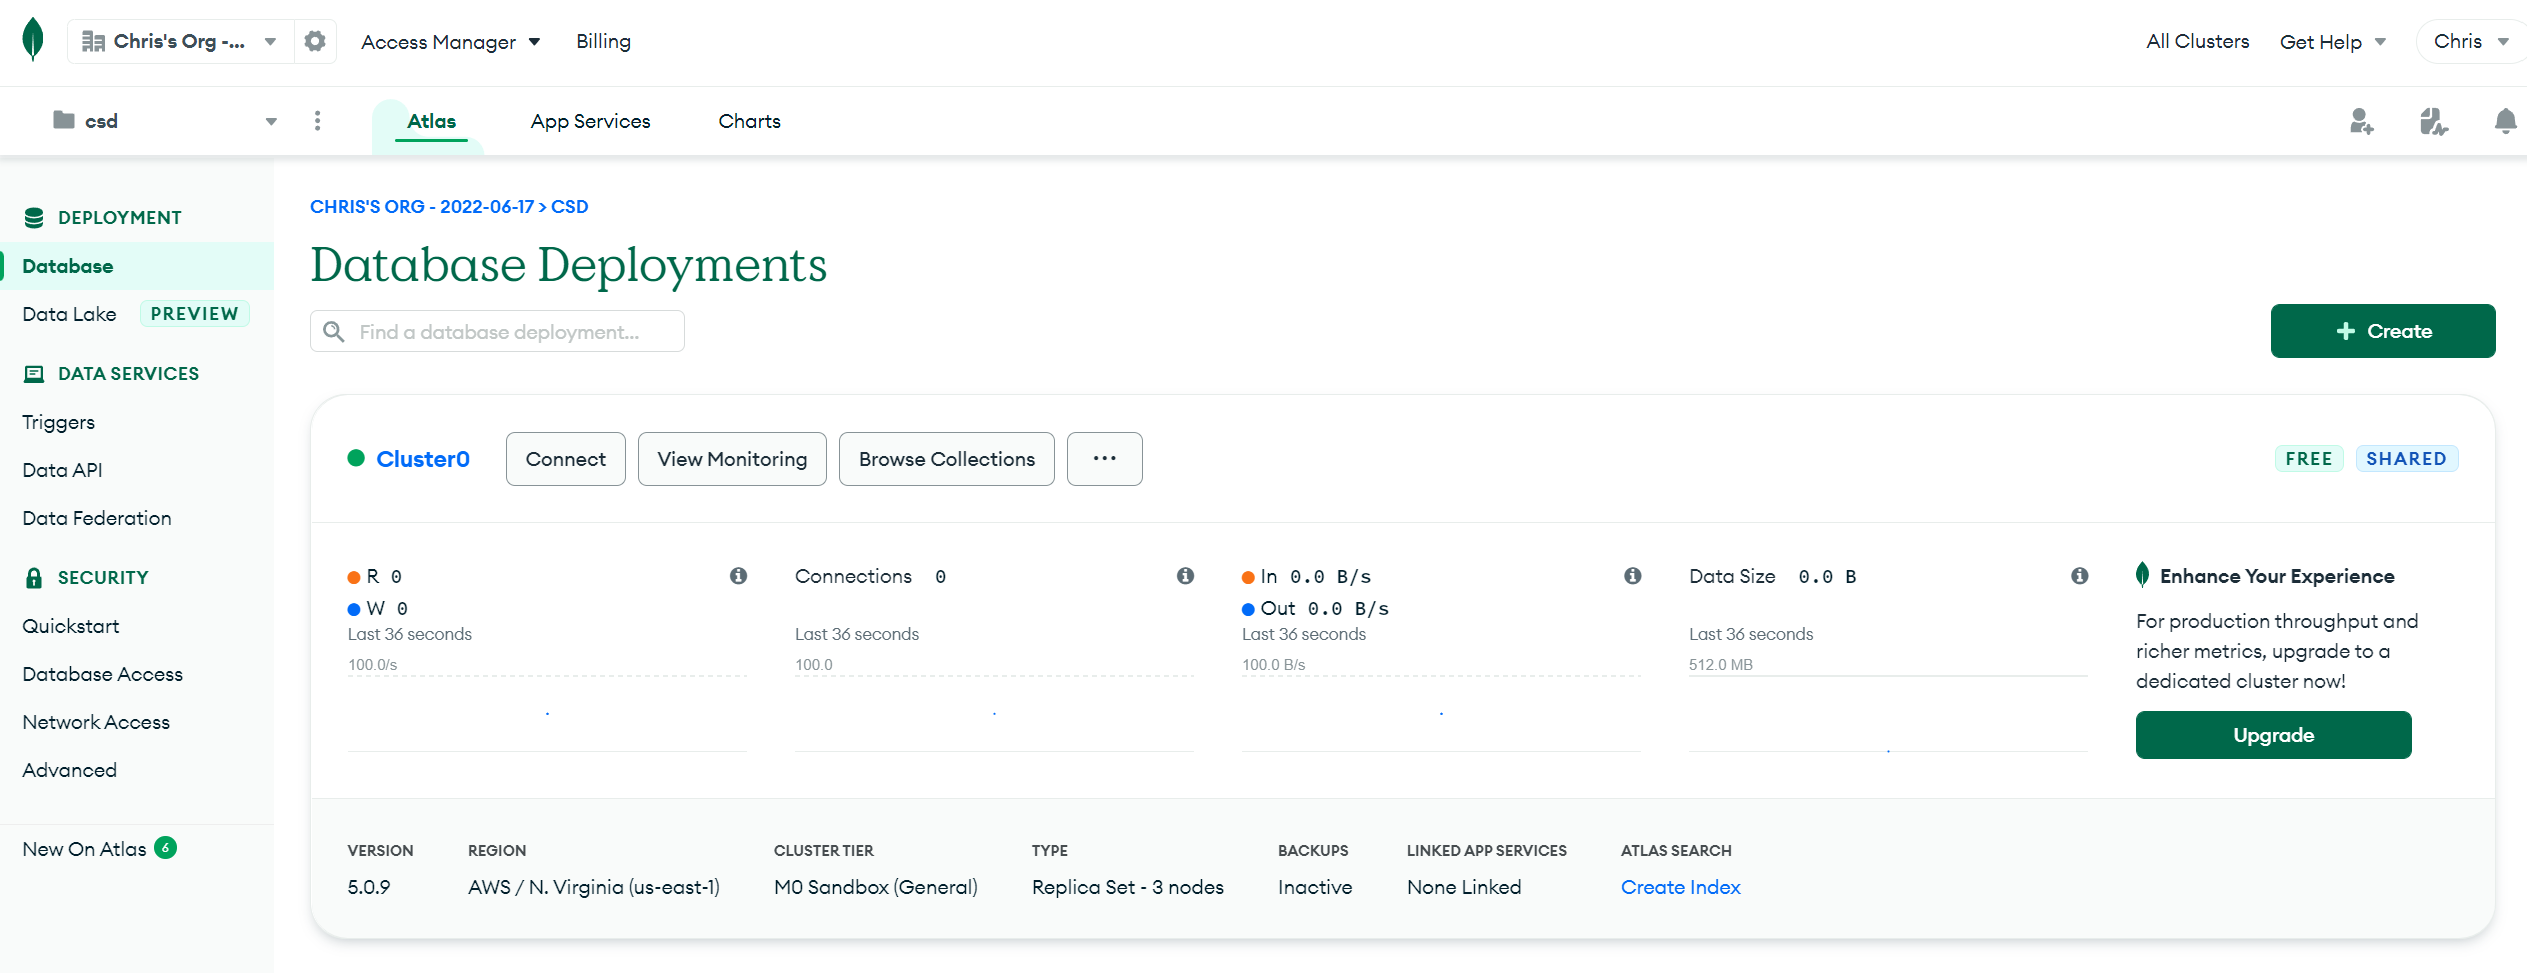 Chris's Org -...
Access Manager
Billing
All Clusters
Get Help
Chris
csd
Atlas
App Services
Charts
DEPLOYMENT
Database
Data Lake PREVIEW
DATA SERVICES
Triggers
Data API
Data Federation
SECURITY
Quickstart
Database Access
Network Access
Advanced
New On Atlas 6
CHRIS'S ORG - 2022-06-17 > CSD
Database Deployments
Find a database deployment...
+ Create
Cluster0
Connect
View Monitoring
Browse Collections
...
FREE
SHARED
R 0
W 0
Last 36 seconds
100.0/s
Connections 0
Last 36 seconds
100.0
In 0.0 B/s
Out 0.0 B/s
Last 36 seconds
100.0 B/s
Data Size 0.0 B
Last 36 seconds
512.0 MB
Enhance Your Experience
For production throughput and
richer metrics, upgrade to a
dedicated cluster now!
Upgrade
VERSION
5.0.9
REGION
AWS / N. Virginia (us-east-1)
CLUSTER TIER
M0 Sandbox (General)
TYPE
Replica Set - 3 nodes
BACKUPS
Inactive
LINKED APP SERVICES
None Linked
ATLAS SEARCH
Create Index